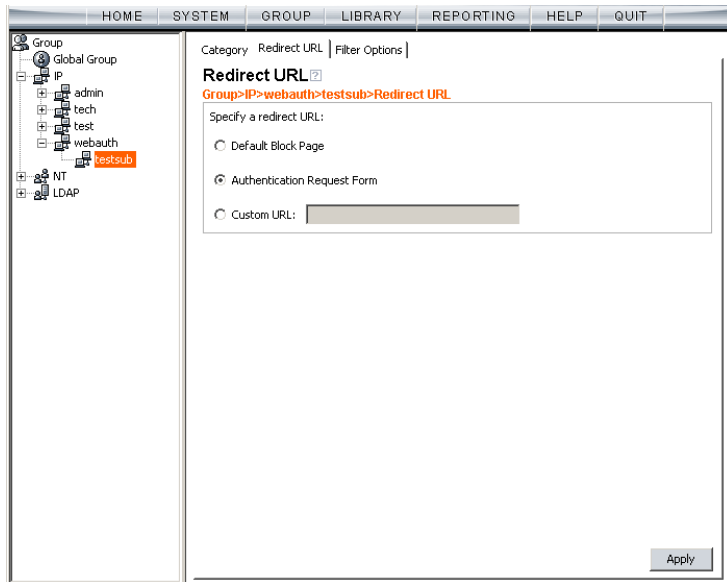 HOME SYSTEM GROUP LIBRARY REPORTING HELP QUIT
Group
Global Group
IP
admin
tech
test
webauth
testsub
NT
LDAP
Category Redirect URL Filter Options
Redirect URL ?
Group>IP>webauth>testsub>Redirect URL
Specify a redirect URL:
Default Block Page
Authentication Request Form
Custom URL:
Apply